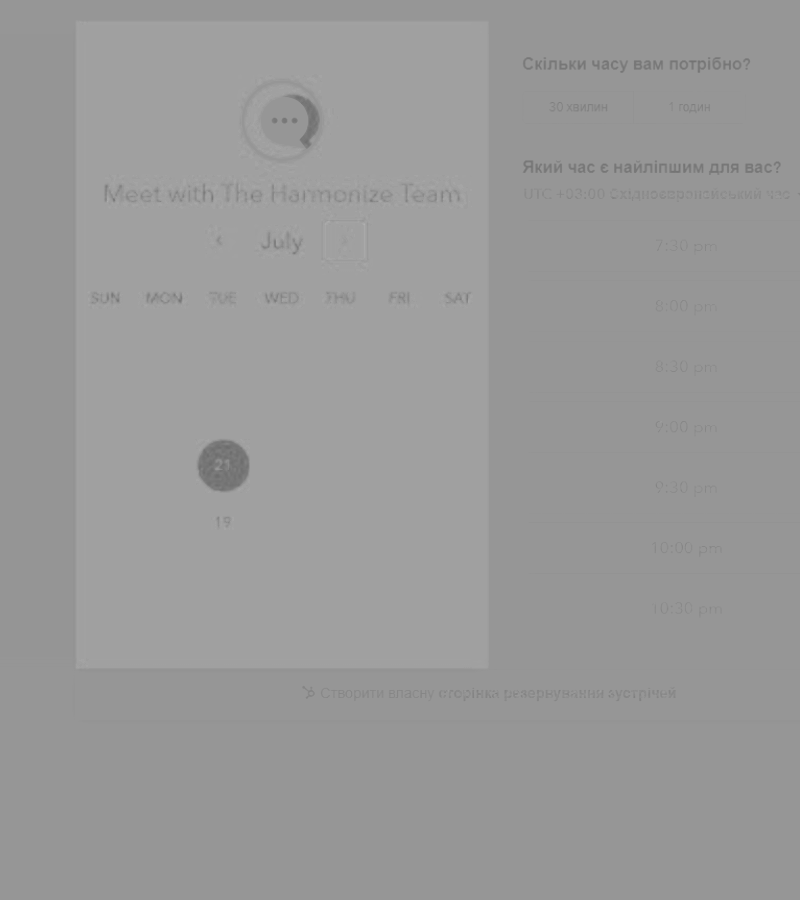 Meet with The Harmonize Team
July
SUN MON TUE WED THU FRI SAT
21
19
Скільки часу вам потрібно?
30 хвилин
1 годин
Який час є найліпшим для вас?
UTC +03:00 Східноєвропейський час
7:30 pm
8:00 pm
8:30 pm
9:00 pm
9:30 pm
10:00 pm
10:30 pm
Створити власну сторінку резервування зустрічей